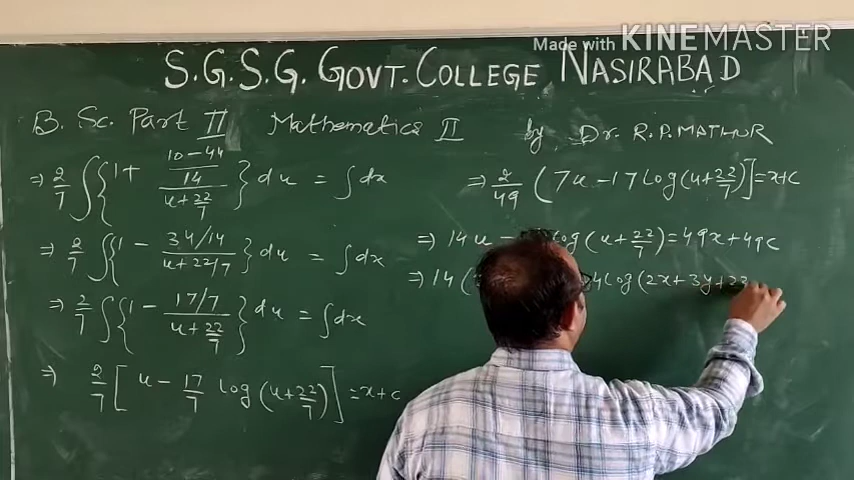 Made with KINEMASTER
S.G.S.G. GOVT. COLLEGE NASIRABAD
B. Sc. Part II Mathematics II by Dr. R.P. MATHUR
⇒ 2/7 ∫{1 + ((10-44)/14)/(u + 22/7)} du = ∫dx
⇒ 2/7 ∫{1 - (34/14)/(u + 22/7)} du = ∫dx
⇒ 2/7 ∫{1 - (17/7)/(u + 22/7)} du = ∫dx
⇒ 2/7 [u - 17/7 log(u + 22/7)] = x + c
⇒ 2/49 (7u - 17 log(u + 22/7)] = x + c
⇒ 14u - log(u + 22/7) = 49x + 49c
⇒ 14( 4 log(2x + 3y + 22